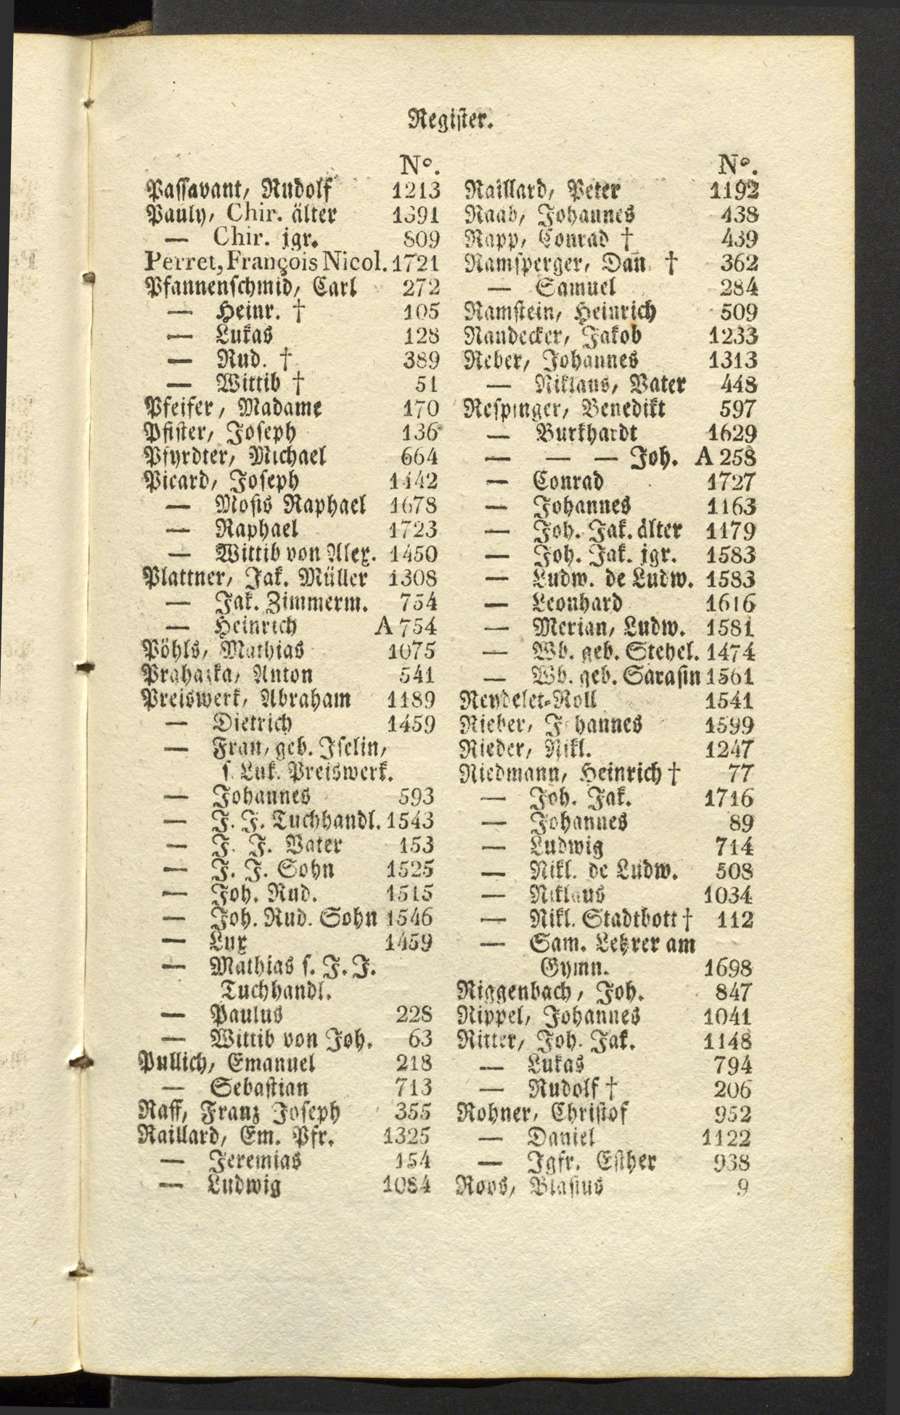 Register.
Nº.
Passavant, Rudolf 1213
Pauly, Chir. älter 1391
— Chir. jgr. 809
Perret, François Nicol. 1721
Pfannenschmid, Carl 272
— Heinr. † 105
— Lukas 128
— Rud. † 389
— Wittib † 51
Pfeifer, Madame 170
Pfister, Joseph 136
Pfyrdter, Michael 664
Picard, Joseph 1442
— Mosis Raphael 1678
— Raphael 1723
— Wittib von Alex. 1450
Plattner, Jak. Müller 1308
— Jak. Zimmerm. 754
— Heinrich A 754
Pöhls, Mathias 1075
Praharka, Anton 541
Preiswerk, Abraham 1189
— Dietrich 1459
— Frau, geb. Iselin,
s. Luk. Preiswerk.
— Johannes 593
— J. J. Tuchhandl. 1543
— J. J. Vater 153
— J. J. Sohn 1525
— Joh. Rud. 1515
— Joh. Rud. Sohn 1546
— Lux 1459
— Mathias s. J. J.
Tuchhandl.
— Paulus 228
— Wittib von Joh. 63
Pullich, Emanuel 218
— Sebastian 713
Raff, Franz Joseph 355
Raillard, Em. Pfr. 1325
— Jeremias 154
— Ludwig 1084
Nº.
Raillard, Peter 1192
Raab, Johannes 438
Rapp, Conrad † 439
Ramsperger, Dan̄ † 362
— Samuel 284
Ramstein, Heinrich 509
Raudecker, Jakob 1233
Reber, Johannes 1313
— Niklaus, Vater 448
Respinger, Benedikt 597
— Burkhardt 1629
— — — Joh. A 258
— Conrad 1727
— Johannes 1163
— Joh. Jak. älter 1179
— Joh. Jak. jgr. 1583
— Ludw. de Ludw. 1583
— Leonhard 1616
— Merian, Ludw. 1581
— Wb. geb. Stehel. 1474
— Wb. geb. Sarasin 1561
Reydelet-Roll 1541
Rieber, Johannes 1599
Rieder, Nikl. 1247
Riedmann, Heinrich † 77
— Joh. Jak. 1716
— Johannes 89
— Ludwig 714
— Nikl. de Ludw. 508
— Niklaus 1034
— Nikl. Stadtbott † 112
— Sam. Lehrer am
Gymn. 1698
Riggenbach, Joh. 847
Rippel, Johannes 1041
Ritter, Joh. Jak. 1148
— Lukas 794
— Rudolf † 206
Rohner, Christof 952
— Daniel 1122
— Jgfr. Esther 938
Roos, Blasius 9